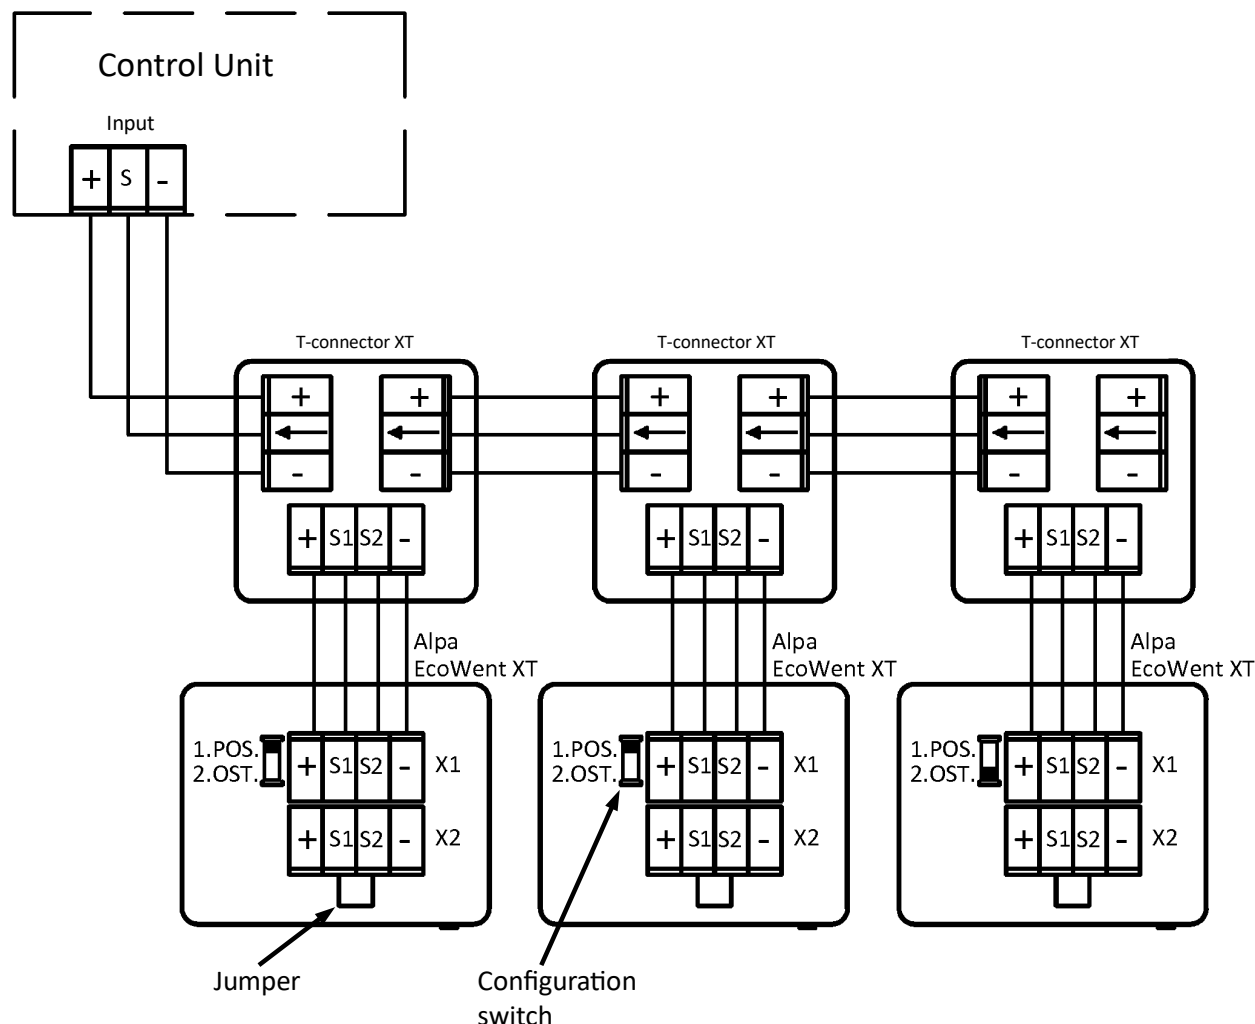 Control Unit
Input
+ S -
T-connector XT T-connector XT T-connector XT
+ + + + + +
- - - - - -
+ S1 S2 - + S1 S2 - + S1 S2 -
Alpa Alpa Alpa
EcoWent XT EcoWent XT EcoWent XT
1.POS. + S1 S2 - X1 1.POS. + S1 S2 - X1 1.POS. + S1 S2 - X1
2.OST. 2.OST. 2.OST.
+ S1 S2 - X2 + S1 S2 - X2 + S1 S2 - X2
Jumper Configuration
switch